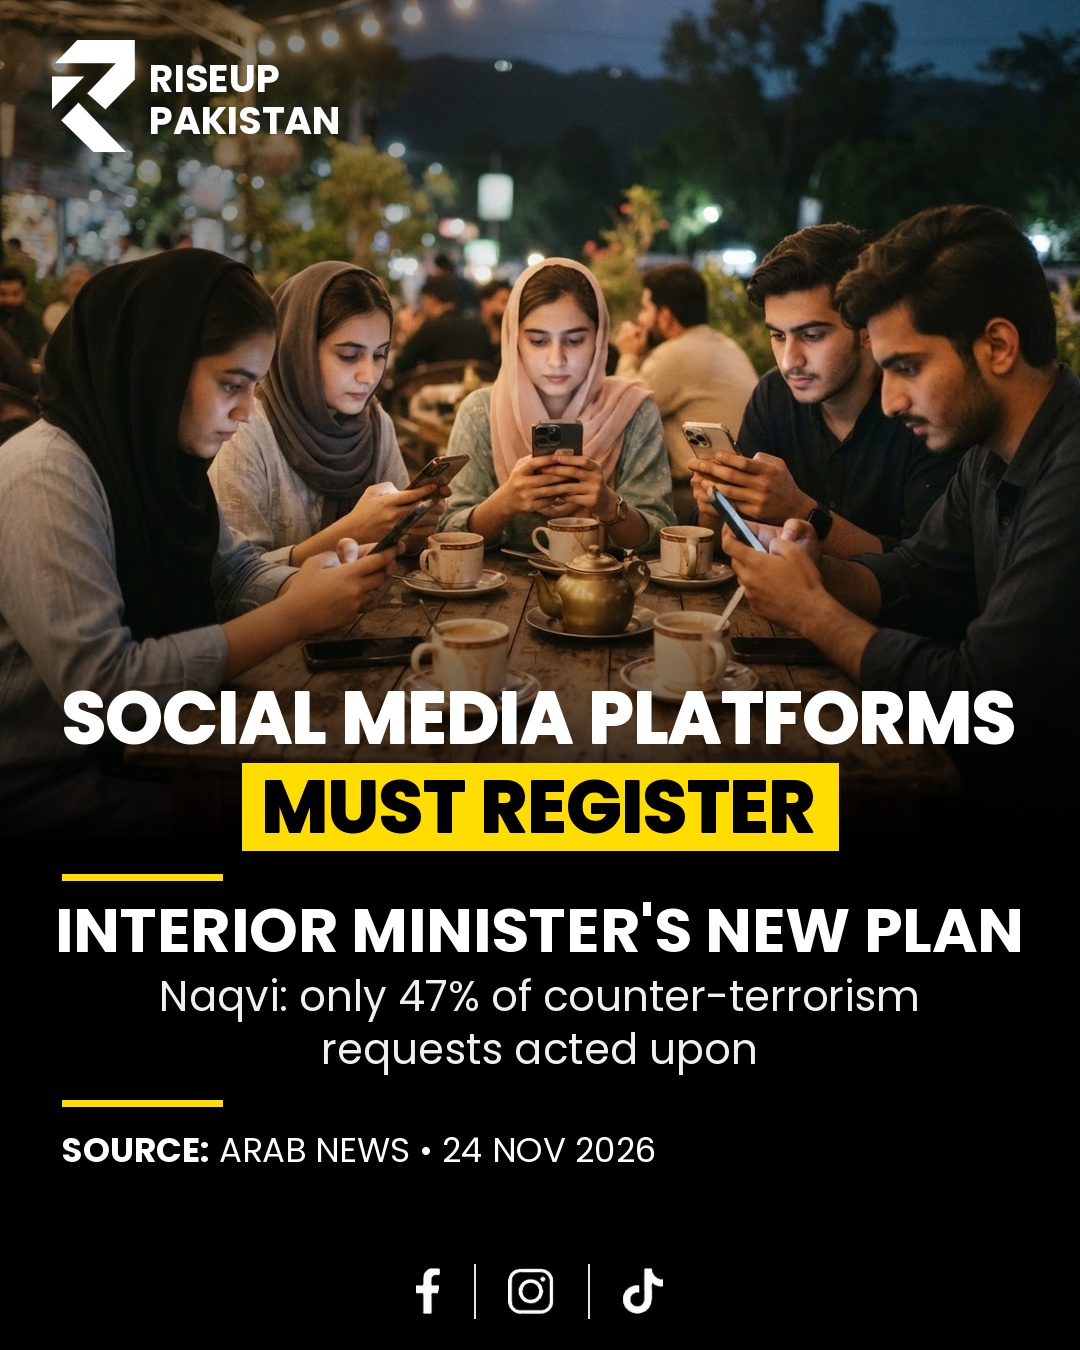 RISEUP
PAKISTAN
SOCIAL MEDIA PLATFORMS
MUST REGISTER
INTERIOR MINISTER'S NEW PLAN
Naqvi: only 47% of counter-terrorism
requests acted upon
SOURCE: ARAB NEWS • 24 NOV 2026